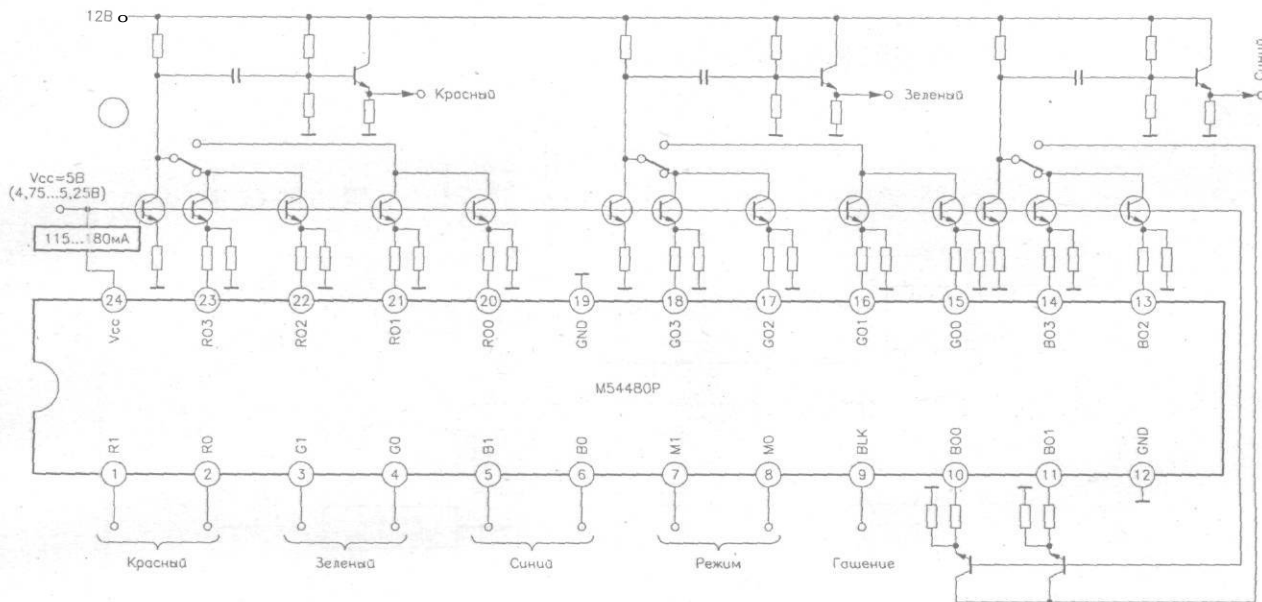 12В
Красный
Зеленый
Синий
Vcc=5В
(4,75...5,25В)
115...180мА
24 23 22 21 20 19 18 17 16 15 14 13
Vcc RO3 RO2 RO1 RO0 GND GO3 GO2 GO1 GO0 BO3 BO2
M54480P
R1 R0 G1 G0 B1 B0 M1 M0 BLK BO0 BO1 GND
1 2 3 4 5 6 7 8 9 10 11 12
Красный Зеленый Синий Режим Гашение